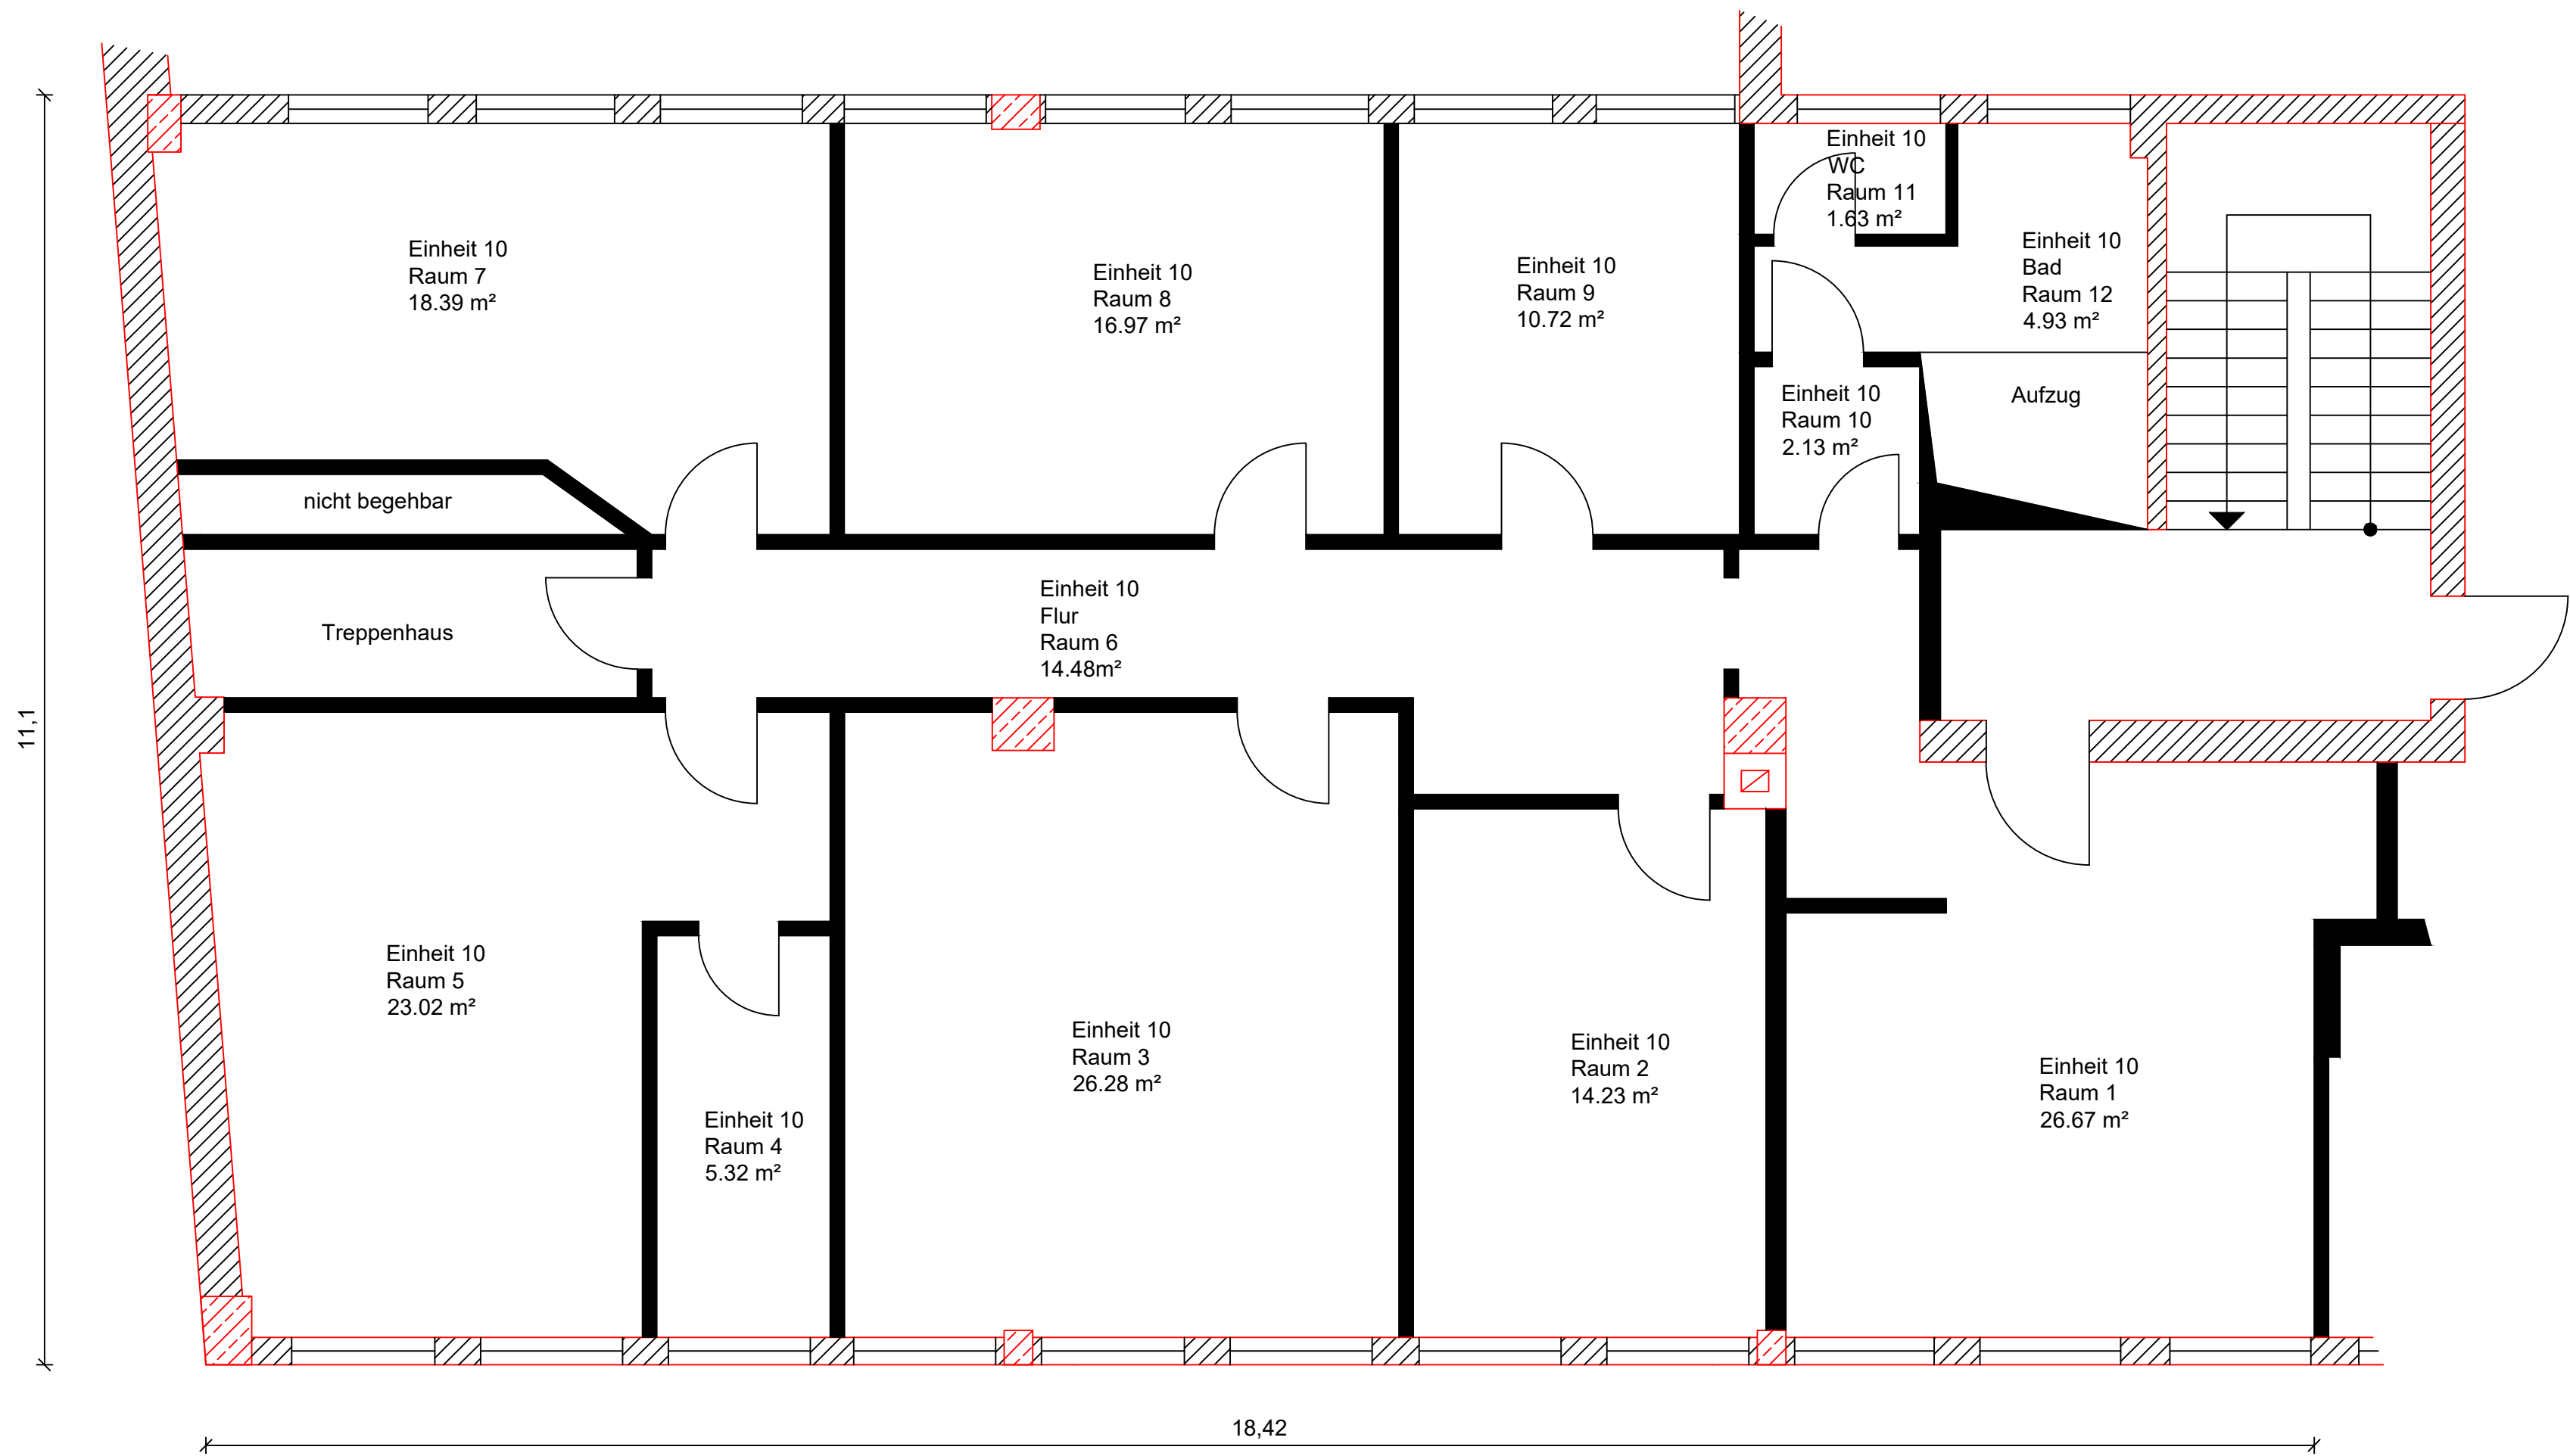 Einheit 10
WC
Raum 11
1.63 m²
Einheit 10
Raum 7
18.39 m²
Einheit 10
Raum 8
16.97 m²
Einheit 10
Raum 9
10.72 m²
Einheit 10
Bad
Raum 12
4.93 m²
Einheit 10
Raum 10
2.13 m²
Aufzug
nicht begehbar
Treppenhaus
Einheit 10
Flur
Raum 6
14.48m²
11,1
Einheit 10
Raum 5
23.02 m²
Einheit 10
Raum 4
5.32 m²
Einheit 10
Raum 3
26.28 m²
Einheit 10
Raum 2
14.23 m²
Einheit 10
Raum 1
26.67 m²
18,42